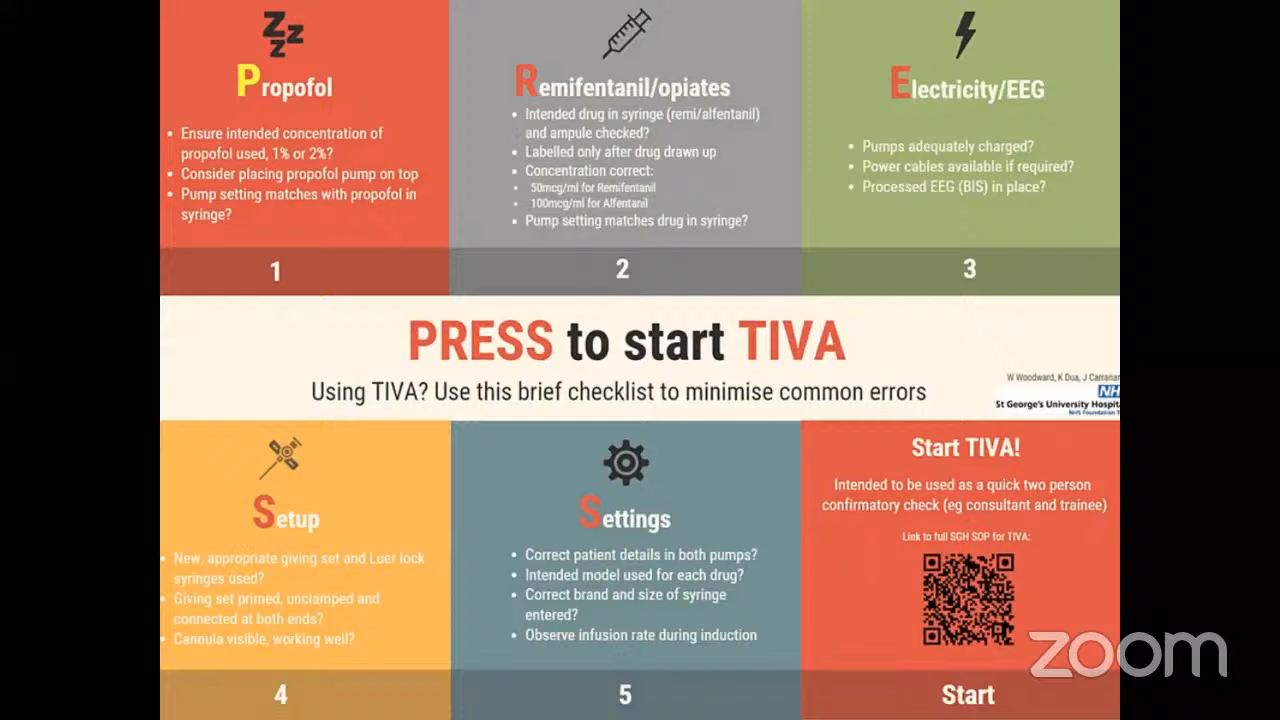 Propofol
Ensure intended concentration of
propofol used, 1% or 2%?
Consider placing propofol pump on top
Pump setting matches with propofol in
syringe?
1
Remifentanil/opiates
Intended drug in syringe (remi/alfentanil)
and ampule checked?
Labelled only after drug drawn up
Concentration correct:
50mcg/ml for Remifentanil
100mcg/ml for Alfentanil
Pump setting matches drug in syringe?
2
Electricity/EEG
Pumps adequately charged?
Power cables available if required?
Processed EEG (BIS) in place?
3
PRESS to start TIVA
Using TIVA? Use this brief checklist to minimise common errors
W Woodward, K Dua, J Carranar
NH
St George's University Hospita
NHS Foundation T
Setup
New, appropriate giving set and Luer lock
syringes used?
Giving set primed, unclamped and
connected at both ends?
Cannula visible, working well?
4
Settings
Correct patient details in both pumps?
Intended model used for each drug?
Correct brand and size of syringe
entered?
Observe infusion rate during induction
5
Start TIVA!
Intended to be used as a quick two person
confirmatory check (eg consultant and trainee)
Link to full SGH SOP for TIVA:
Start
zoom